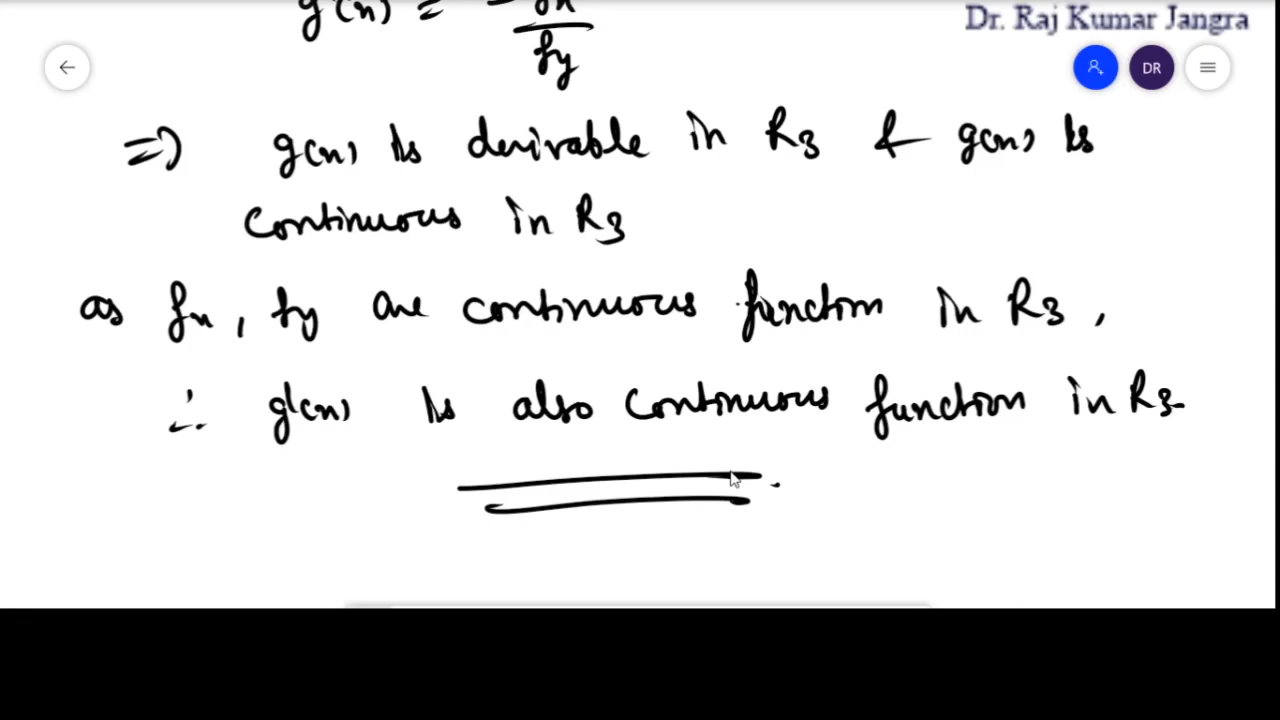 g'(x) = -fx/fy
Dr. Raj Kumar Jangra
DR
=) g(x) is derivable in R3 & g(x) is
continuous in R3
as fx, fy are continuous function in R3,
∴ g'(x) is also continuous function in R3.